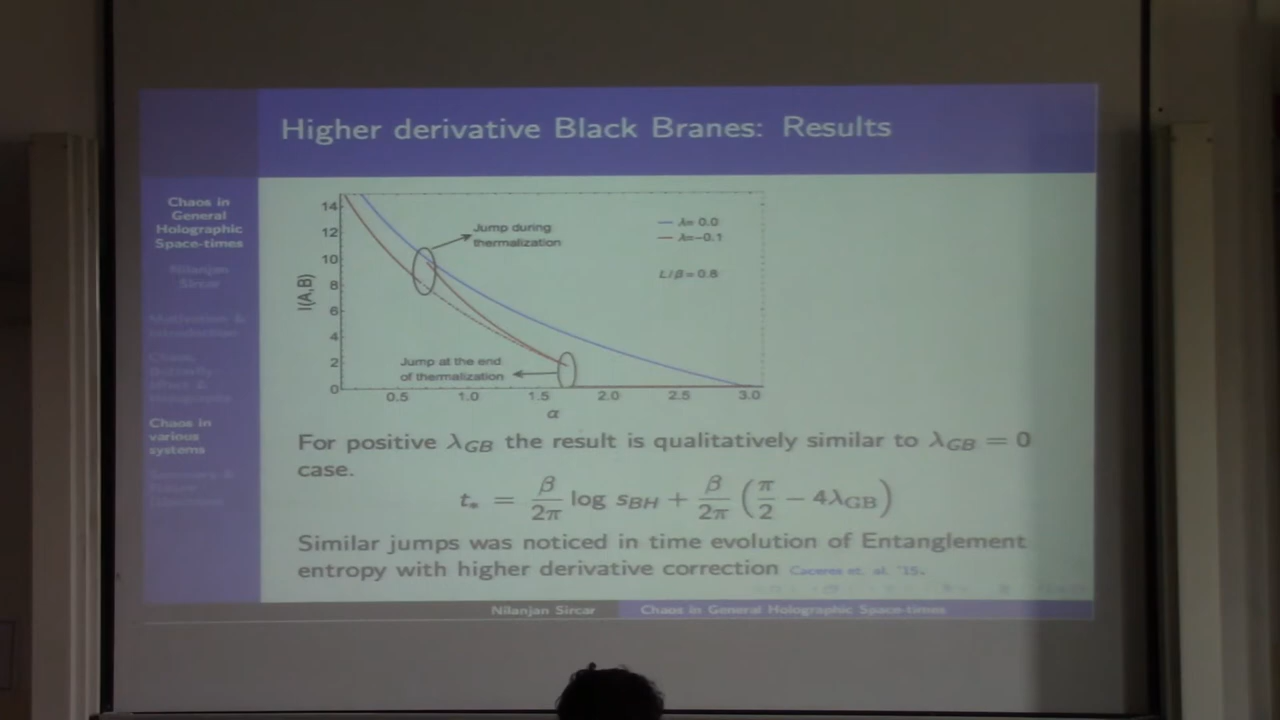 Higher derivative Black Branes: Results
Chaos in
General
Holographic
Space-times
Nilanjan
Sircar
Motivation &
Introduction
Chaos,
Butterfly
Effect &
Holography
Chaos in
various
systems
Summary &
Future
I(A,B)
14
12
10
8
6
4
2
0
0.5 1.0 1.5 2.0 2.5 3.0
α
Jump during
thermalization
λ= 0.0
λ=-0.1
L/β = 0.8
Jump at the end
of thermalization
For positive λ_GB the result is qualitatively similar to λ_GB = 0
case.
t_* = β/2π log s_BH + β/2π (π/2 − 4λ_GB)
Similar jumps was noticed in time evolution of Entanglement
entropy with higher derivative correction Caceres et. al. '15.
Nilanjan Sircar Chaos in General Holographic Space-times